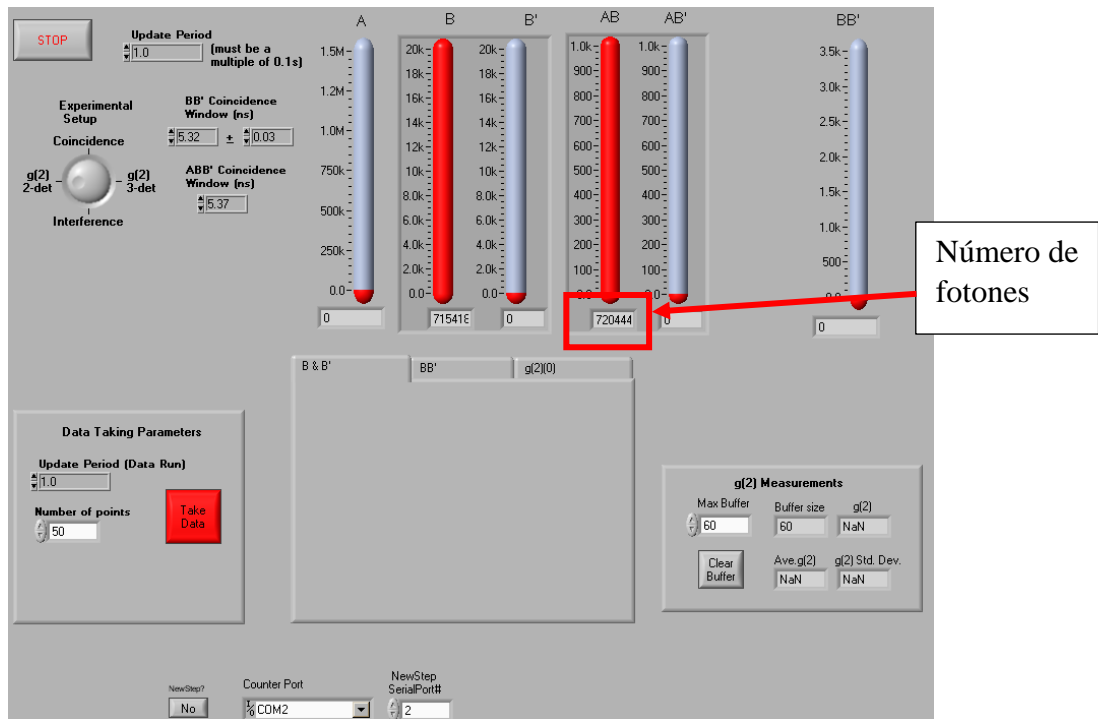 STOP
Update Period
1.0
(must be a
multiple of 0.1s)
Experimental
Setup
Coincidence
g(2)
2-det
g(2)
3-det
Interference
BB' Coincidence
Window (ns)
5.32 ± 0.03
ABB' Coincidence
Window (ns)
5.37
A
1.5M
1.2M
1.0M
750k
500k
250k
0.0
0
B
20k
18k
16k
14k
12k
10k
8.0k
6.0k
4.0k
2.0k
0.0
715418
B'
20k
18k
16k
14k
12k
10k
8.0k
6.0k
4.0k
2.0k
0.0
0
AB
1.0k
900
800
700
600
500
400
300
200
100
0.0
720444
AB'
1.0k
900
800
700
600
500
400
300
200
100
0.0
0
BB'
3.5k
3.0k
2.5k
2.0k
1.5k
1.0k
500
0.0
0
Número de
fotones
B & B' BB' g(2)(0)
Data Taking Parameters
Update Period (Data Run)
1.0
Number of points
50
Take
Data
g(2) Measurements
Max Buffer
60
Buffer size
60
g(2)
NaN
Clear
Buffer
Ave.g(2)
NaN
g(2) Std. Dev.
NaN
NewStep?
No
Counter Port
COM2
NewStep
SerialPort#
2